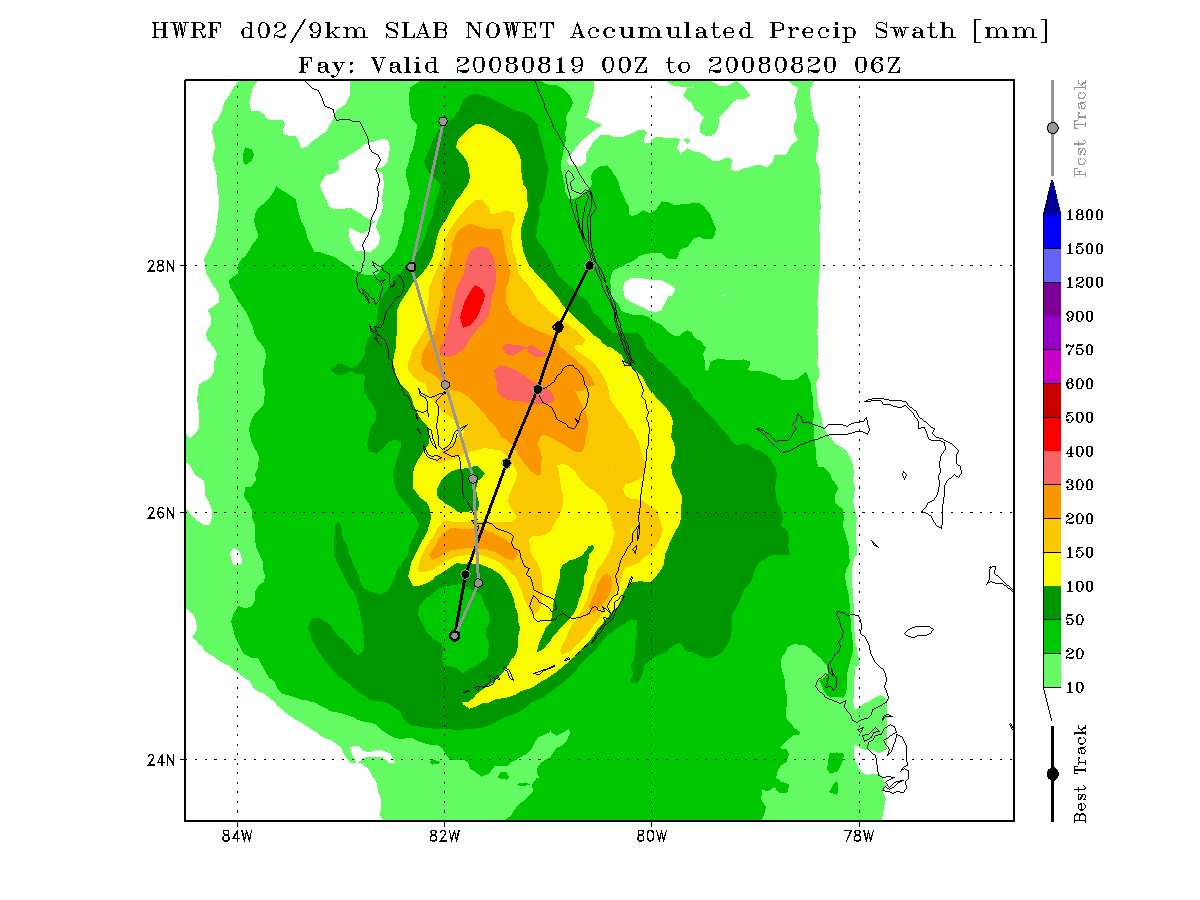 HWRF d02/9km SLAB NOWET Accumulated Precip Swath [mm]
Fay: Valid 20080819 00Z to 20080820 06Z
Fcst Track
1800
1500
1200
900
750
600
500
400
300
200
150
100
50
20
10
Best Track
28N
26N
24N
84W
82W
80W
78W